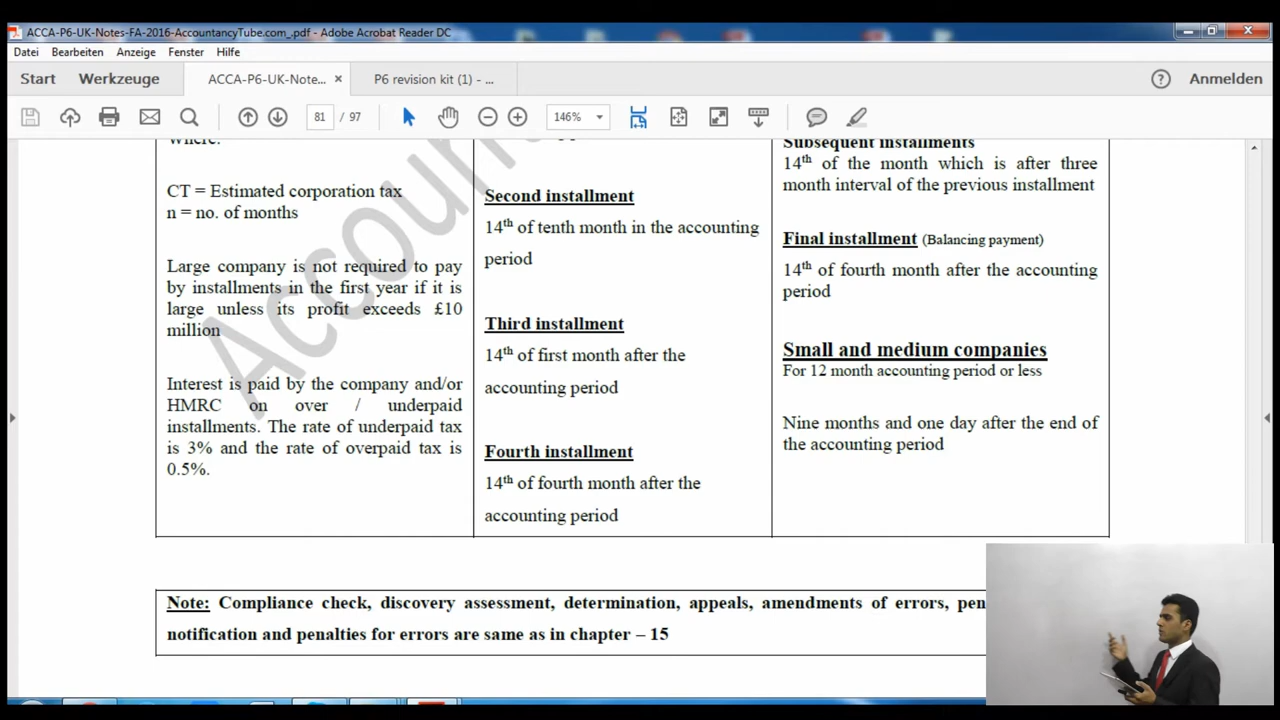 ACCA-P6-UK-Notes-FA-2016-AccountancyTube.com_.pdf - Adobe Acrobat Reader DC
Datei Bearbeiten Anzeige Fenster Hilfe
Start Werkzeuge ACCA-P6-UK-Note... × P6 revision kit (1) - ... Anmelden
81 / 97 146%
Where:
CT = Estimated corporation tax
n = no. of months
Large company is not required to pay
by installments in the first year if it is
large unless its profit exceeds £10
million
Interest is paid by the company and/or
HMRC on over / underpaid
installments. The rate of underpaid tax
is 3% and the rate of overpaid tax is
0.5%.
Second installment
14th of tenth month in the accounting
period
Third installment
14th of first month after the
accounting period
Fourth installment
14th of fourth month after the
accounting period
Subsequent installments
14th of the month which is after three
month interval of the previous installment
Final installment (Balancing payment)
14th of fourth month after the accounting
period
Small and medium companies
For 12 month accounting period or less
Nine months and one day after the end of
the accounting period
Note: Compliance check, discovery assessment, determination, appeals, amendments of errors, pen
notification and penalties for errors are same as in chapter – 15